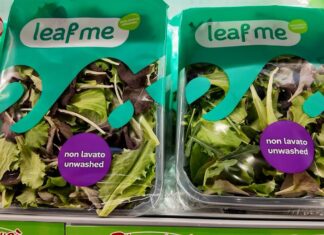 leaf me
non lavato
unwashed
leaf me
non lavato
unwashed